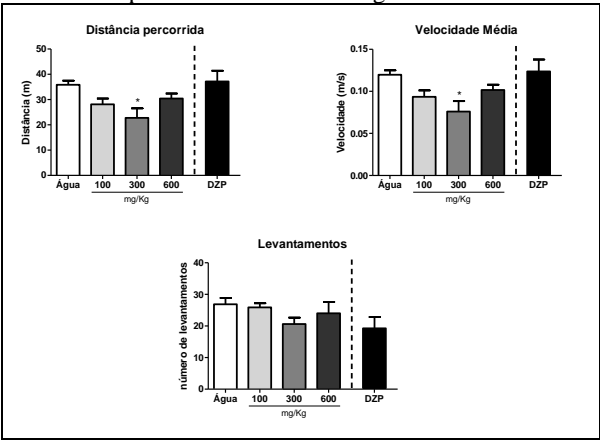 Distância percorrida
Distância (m)
50
40
30
20
10
0
*
Água 100 300 600 DZP
mg/Kg
Velocidade Média
Velocidade (m/s)
0.15
0.10
0.05
0.00
*
Água 100 300 600 DZP
mg/Kg
Levantamentos
número de levantamentos
40
30
20
10
0
Água 100 300 600 DZP
mg/Kg